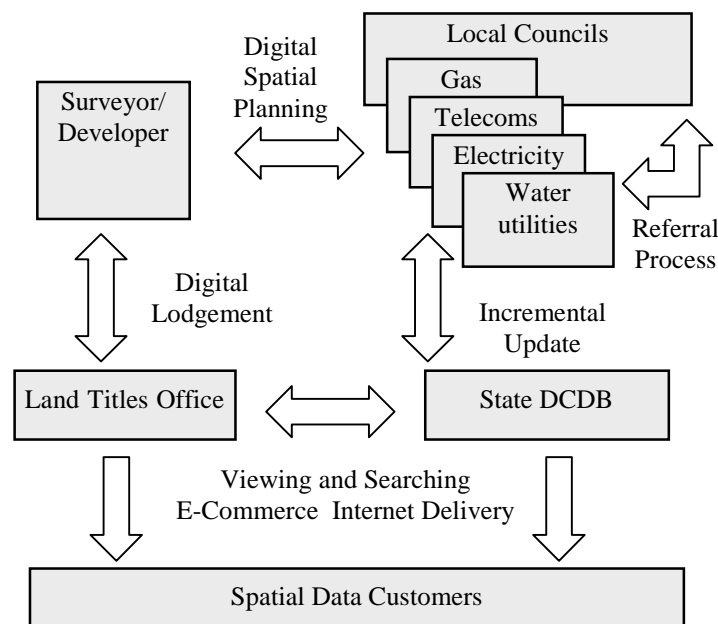 Local Councils
Digital
Spatial
Planning
Gas
Surveyor/
Developer
Telecoms
Electricity
Water
utilities
Referral
Process
Digital
Lodgement
Incremental
Update
Land Titles Office
State DCDB
Viewing and Searching
E-Commerce Internet Delivery
Spatial Data Customers